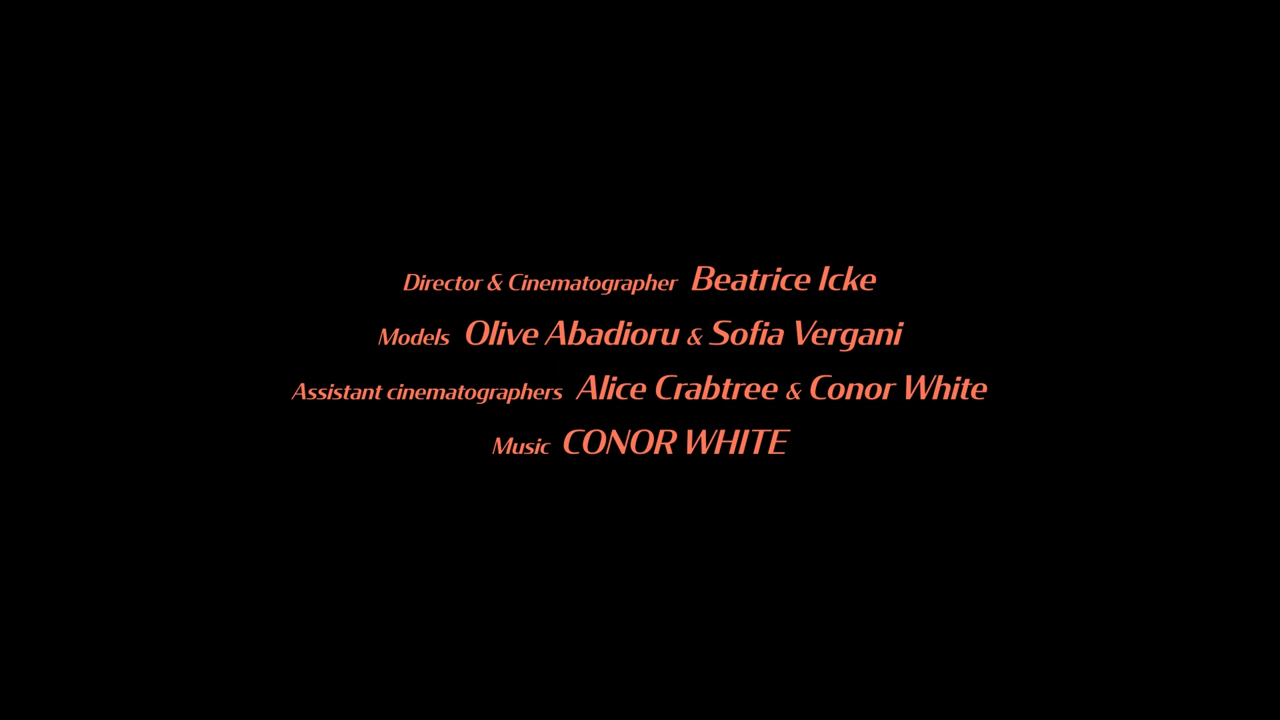 Director & Cinematographer Beatrice Icke
Models Olive Abadioru & Sofia Vergani
Assistant cinematographers Alice Crabtree & Conor White
Music CONOR WHITE